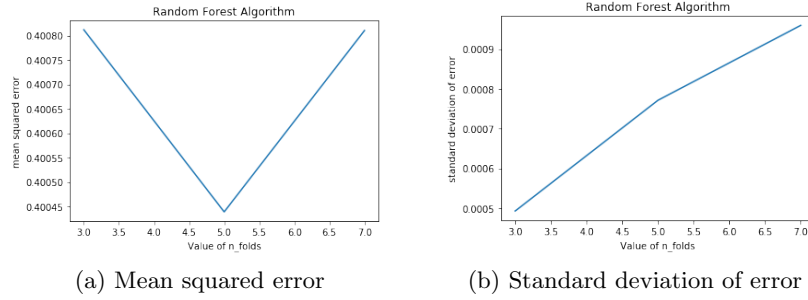 Random Forest Algorithm
mean squared error
0.40080
0.40075
0.40070
0.40065
0.40060
0.40055
0.40050
0.40045
3.0 3.5 4.0 4.5 5.0 5.5 6.0 6.5 7.0
Value of n_folds
(a) Mean squared error
Random Forest Algorithm
standard deviation of error
0.0009
0.0008
0.0007
0.0006
0.0005
3.0 3.5 4.0 4.5 5.0 5.5 6.0 6.5 7.0
Value of n_folds
(b) Standard deviation of error